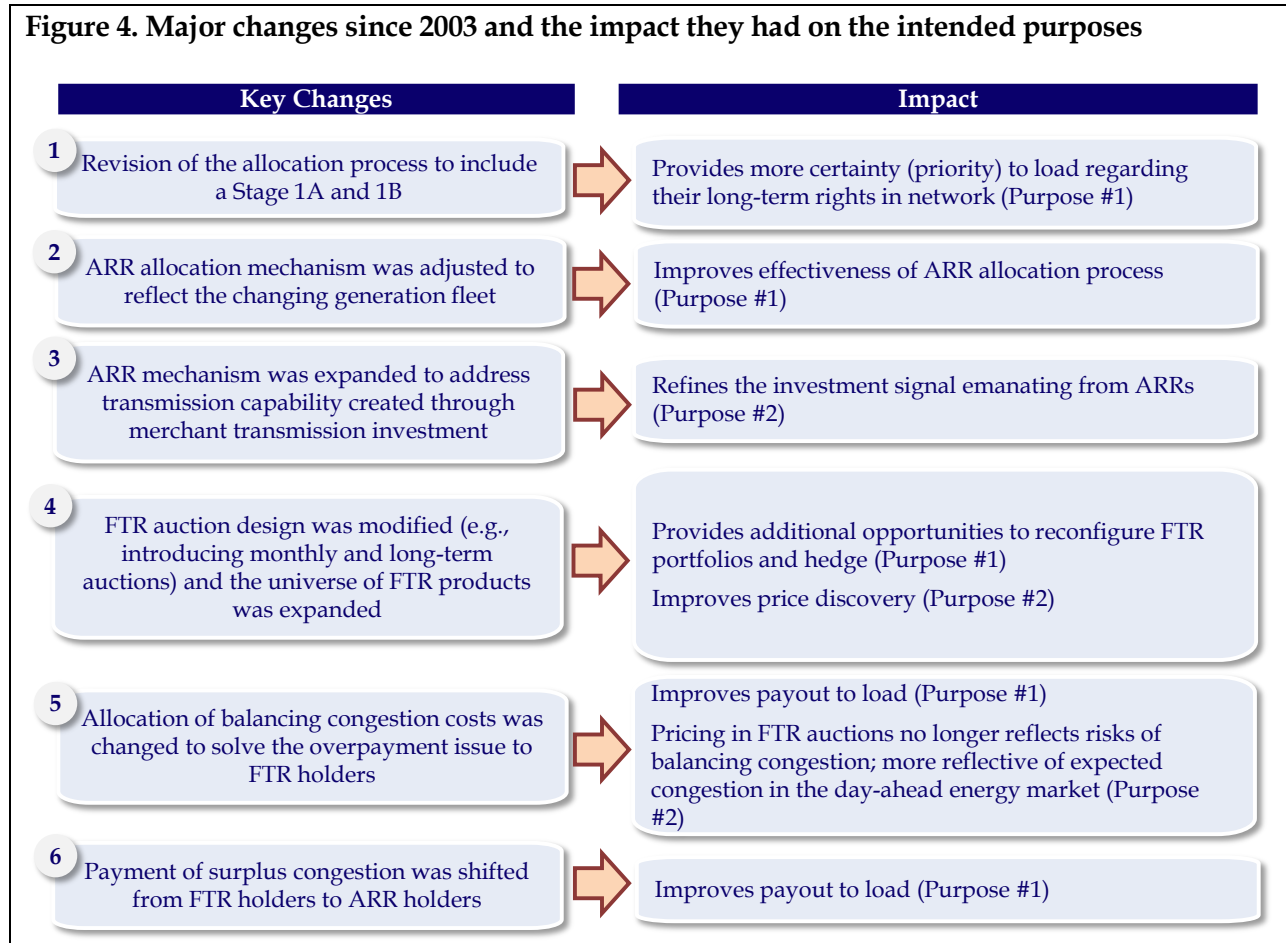 Figure 4. Major changes since 2003 and the impact they had on the intended purposes
Key Changes
Impact
1
Revision of the allocation process to include
a Stage 1A and 1B
Provides more certainty (priority) to load regarding
their long-term rights in network (Purpose #1)
2
ARR allocation mechanism was adjusted to
reflect the changing generation fleet
Improves effectiveness of ARR allocation process
(Purpose #1)
3
ARR mechanism was expanded to address
transmission capability created through
merchant transmission investment
Refines the investment signal emanating from ARRs
(Purpose #2)
4
FTR auction design was modified (e.g.,
introducing monthly and long-term
auctions) and the universe of FTR products
was expanded
Provides additional opportunities to reconfigure FTR
portfolios and hedge (Purpose #1)
Improves price discovery (Purpose #2)
5
Allocation of balancing congestion costs was
changed to solve the overpayment issue to
FTR holders
Improves payout to load (Purpose #1)
Pricing in FTR auctions no longer reflects risks of
balancing congestion; more reflective of expected
congestion in the day-ahead energy market (Purpose
#2)
6
Payment of surplus congestion was shifted
from FTR holders to ARR holders
Improves payout to load (Purpose #1)